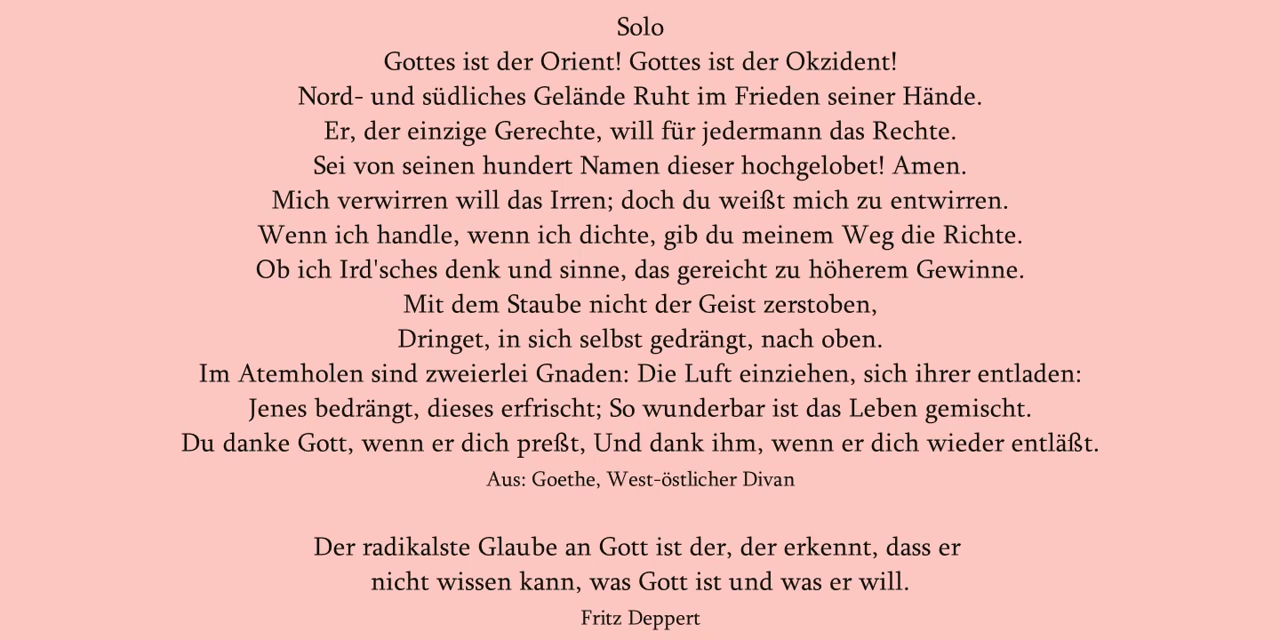 Solo
Gottes ist der Orient! Gottes ist der Okzident!
Nord- und südliches Gelände Ruht im Frieden seiner Hände.
Er, der einzige Gerechte, will für jedermann das Rechte.
Sei von seinen hundert Namen dieser hochgelobet! Amen.
Mich verwirren will das Irren; doch du weißt mich zu entwirren.
Wenn ich handle, wenn ich dichte, gib du meinem Weg die Richte.
Ob ich Ird'sches denk und sinne, das gereicht zu höherem Gewinne.
Mit dem Staube nicht der Geist zerstoben,
Dringet, in sich selbst gedrängt, nach oben.
Im Atemholen sind zweierlei Gnaden: Die Luft einziehen, sich ihrer entladen:
Jenes bedrängt, dieses erfrischt; So wunderbar ist das Leben gemischt.
Du danke Gott, wenn er dich preßt, Und dank ihm, wenn er dich wieder entläßt.
Aus: Goethe, West-östlicher Divan
Der radikalste Glaube an Gott ist der, der erkennt, dass er
nicht wissen kann, was Gott ist und was er will.
Fritz Deppert